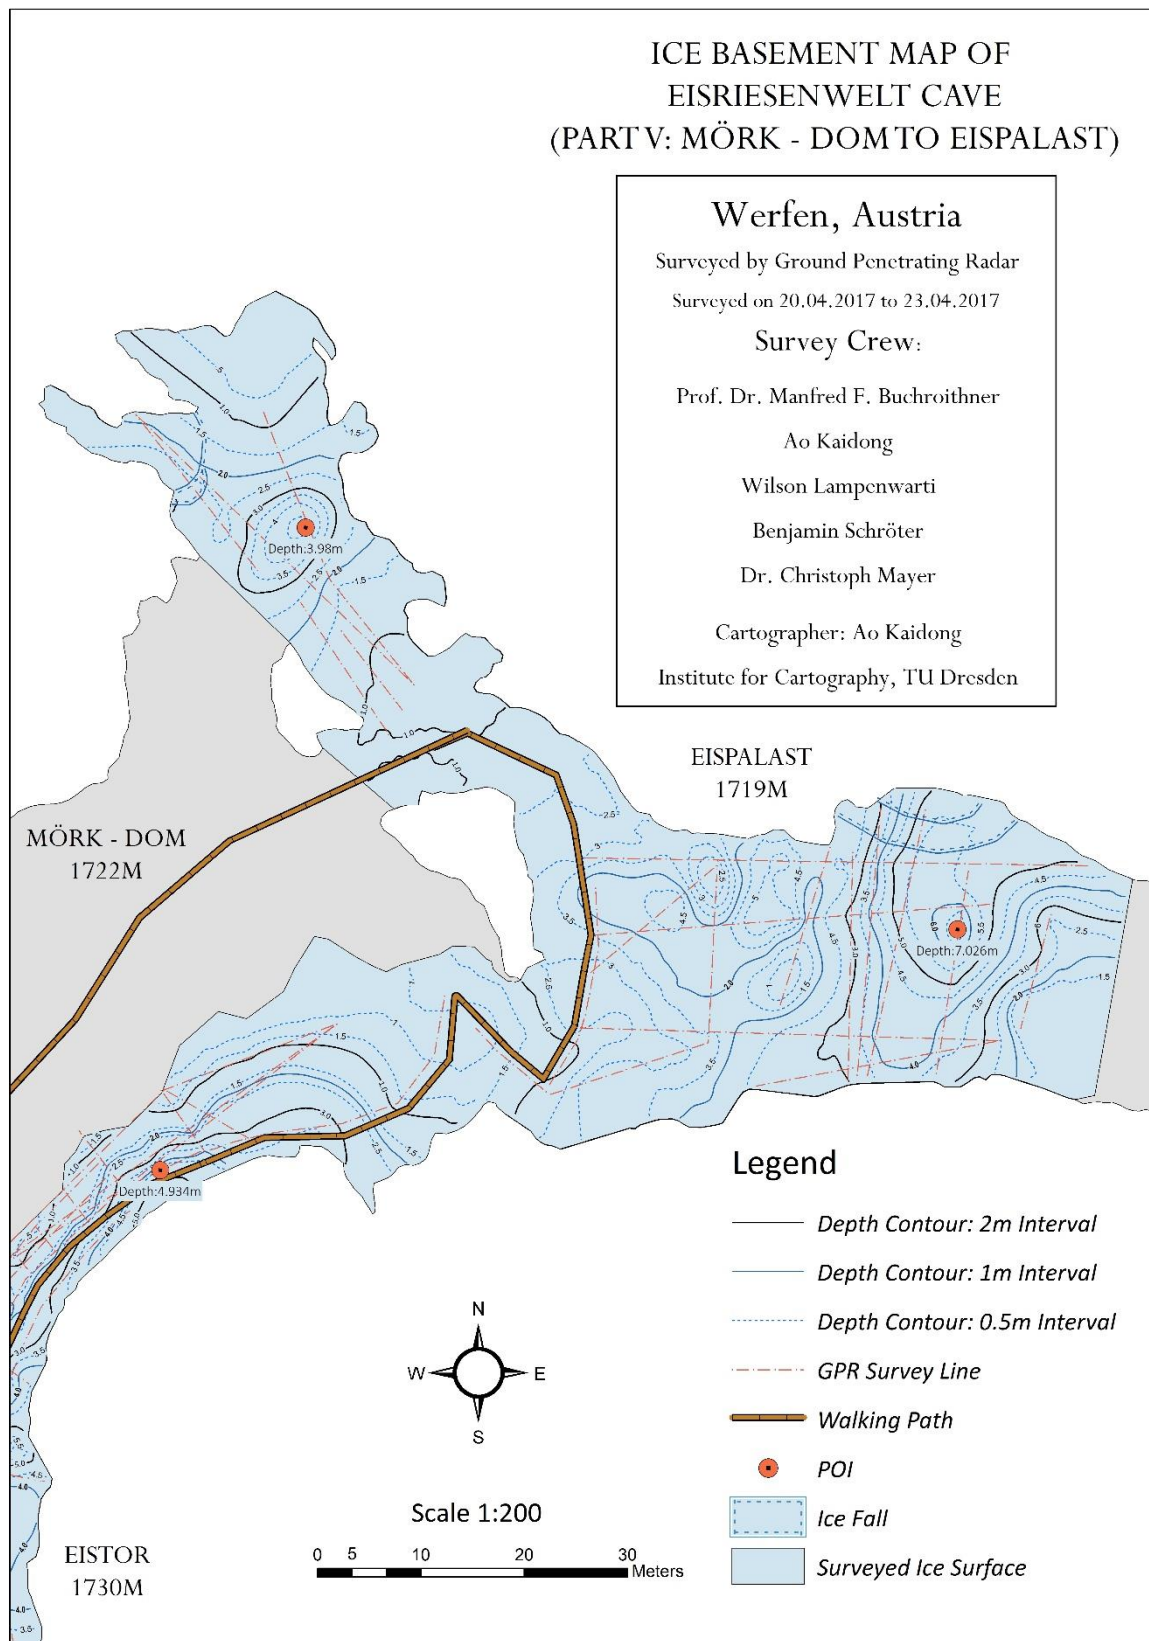 ICE BASEMENT MAP OF
EISRIESENWELT CAVE
(PART V: MÖRK - DOM TO EISPALAST)
Werfen, Austria
Surveyed by Ground Penetrating Radar
Surveyed on 20.04.2017 to 23.04.2017
Survey Crew:
Prof. Dr. Manfred F. Buchroithner
Ao Kaidong
Wilson Lampenwarti
Benjamin Schröter
Dr. Christoph Mayer
Cartographer: Ao Kaidong
Institute for Cartography, TU Dresden
Depth:3.98m
EISPALAST
1719M
MÖRK - DOM
1722M
Depth:7.026m
Depth:4.934m
Legend
Depth Contour: 2m Interval
Depth Contour: 1m Interval
Depth Contour: 0.5m Interval
GPR Survey Line
Walking Path
POI
Ice Fall
Surveyed Ice Surface
N
W E
S
Scale 1:200
0 5 10 20 30
Meters
EISTOR
1730M